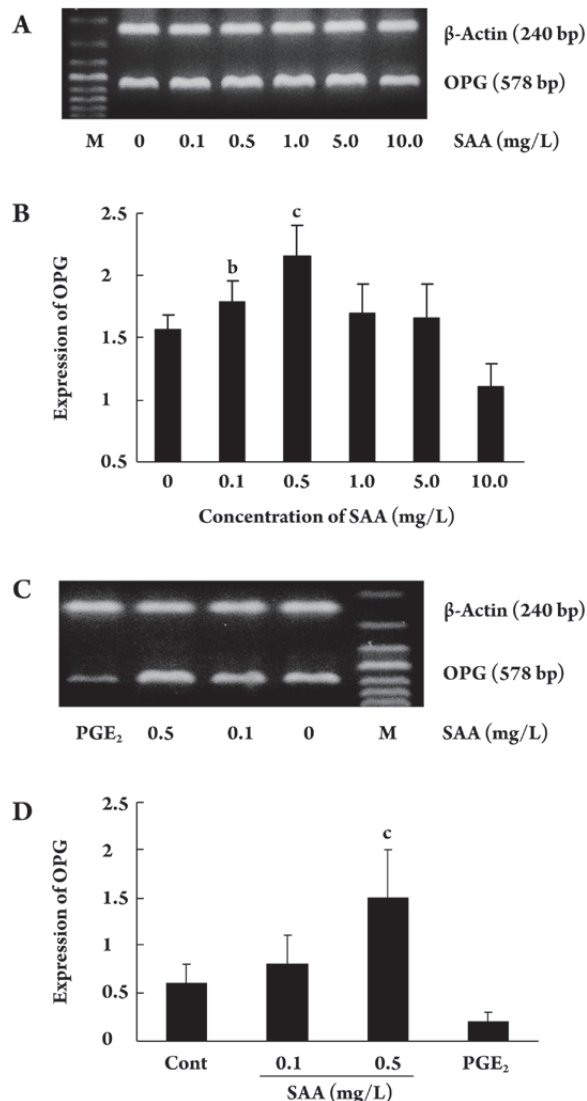 A
β-Actin (240 bp)
OPG (578 bp)
M 0 0.1 0.5 1.0 5.0 10.0 SAA (mg/L)
B
Expression of OPG
2.5
2
1.5
1
0.5
b
c
0 0.1 0.5 1.0 5.0 10.0
Concentration of SAA (mg/L)
C
β-Actin (240 bp)
OPG (578 bp)
PGE₂ 0.5 0.1 0 M SAA (mg/L)
D
Expression of OPG
2.5
2
1.5
1
0.5
0
c
Cont 0.1 0.5 PGE₂
SAA (mg/L)